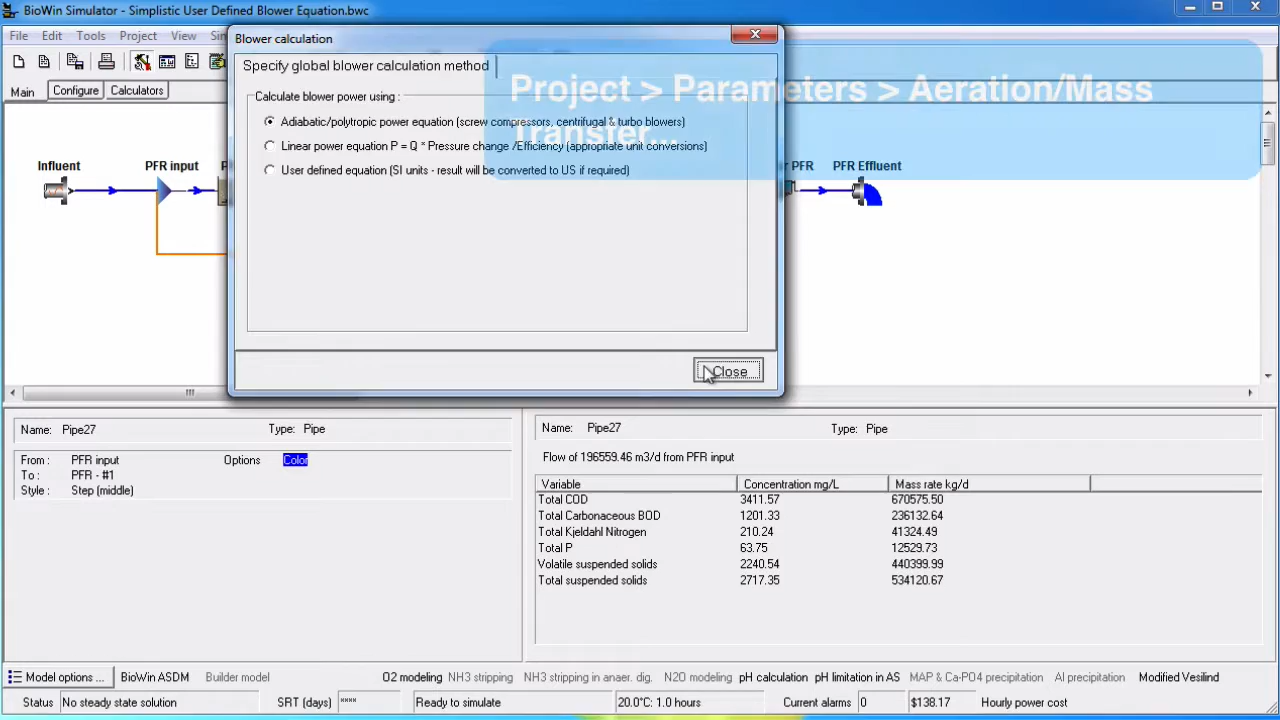 BioWin Simulator - Simplistic User Defined Blower Equation.bwc
File Edit Tools Project View
Main Configure Calculators
Blower calculation
Specify global blower calculation method
Calculate blower power using :
Adiabatic/polytropic power equation (screw compressors, centrifugal & turbo blowers)
Linear power equation P = Q * Pressure change /Efficiency (appropriate unit conversions)
User defined equation (SI units - result will be converted to US if required)
Close
Project > Parameters > Aeration/Mass
Transfer...
Influent PFR input PFR PFR Effluent
Name: Pipe27 Type: Pipe
From : PFR input Options Color
To : PFR - #1
Style : Step (middle)
Name: Pipe27 Type: Pipe
Flow of 196559.46 m3/d from PFR input
Variable Concentration mg/L Mass rate kg/d
Total COD 3411.57 670575.50
Total Carbonaceous BOD 1201.33 236132.64
Total Kjeldahl Nitrogen 210.24 41324.49
Total P 63.75 12529.73
Volatile suspended solids 2240.54 440399.99
Total suspended solids 2717.35 534120.67
Model options ... BioWin ASDM Builder model O2 modeling NH3 stripping NH3 stripping in anaer. dig. N2O modeling pH calculation pH limitation in AS MAP & Ca-PO4 precipitation Al precipitation Modified Vesilind
Status No steady state solution SRT (days) **** Ready to simulate 20.0°C: 1.0 hours Current alarms 0 $138.17 Hourly power cost